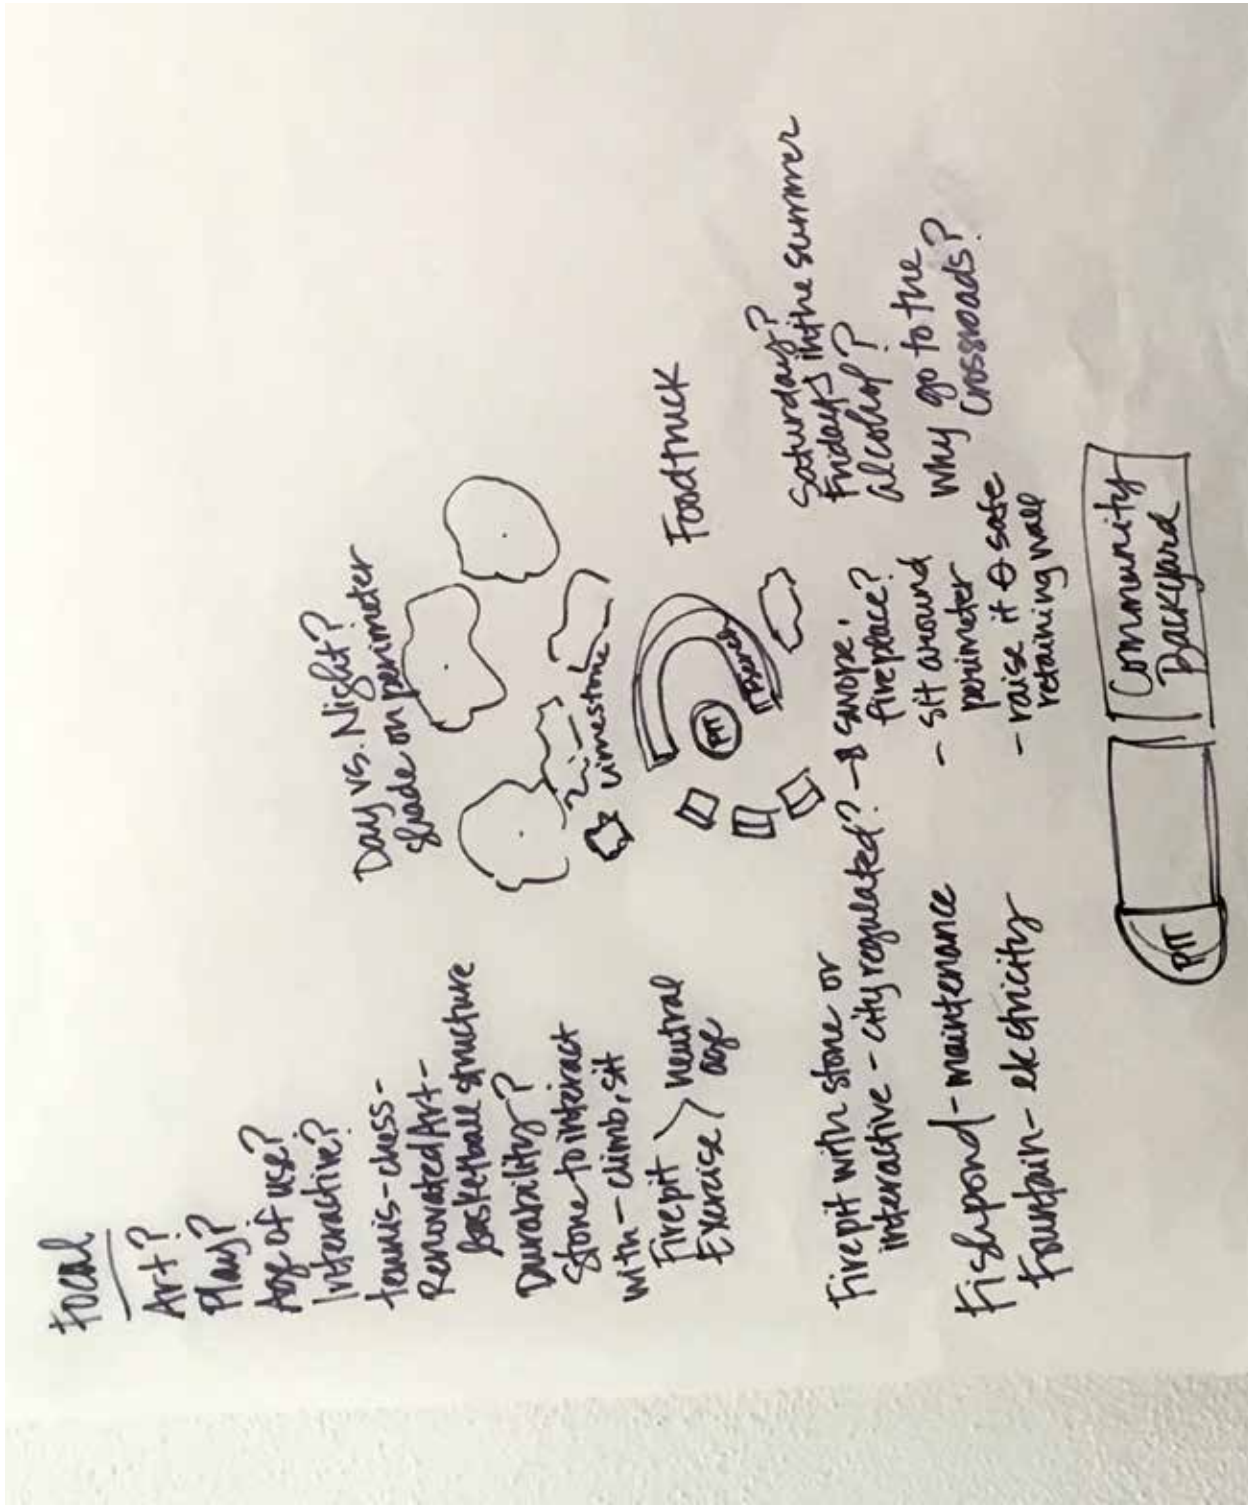 Focal
Art?
Play?
Age of use?
Interactive?
tennis-chess-
Renovated Art-
basketball structure
Durability?
Stone to interact
with - climb, sit
Firepit
Exercise
Neutral
age
Firepit with stone or
interactive - city regulated?
Fishpond - maintenance
Fountain - electricity
Day vs. Night?
shade on perimeter
limestone
PIT
Foodtruck
fireplace?
- sit around
perimeter
- raise it safe
retaining wall
Saturday?
Fridays in the summer
alcohol?
Why go to the
Crossroads?
PIT
Community
Backyard